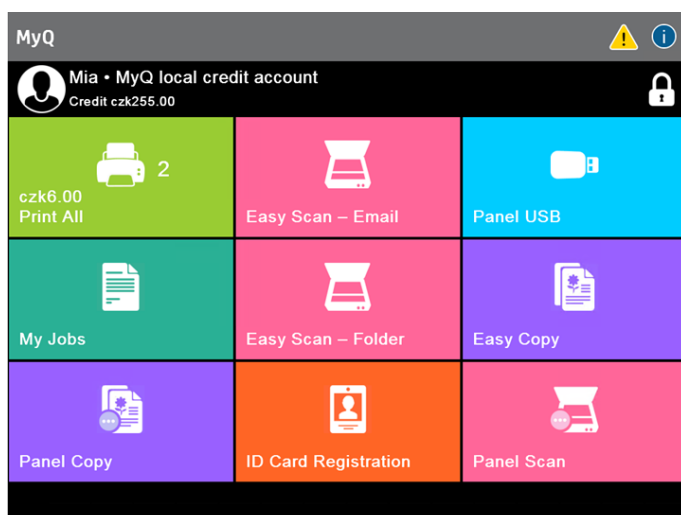 MyQ
Mia • MyQ local credit account
Credit czk255.00
2
czk6.00
Print All
Easy Scan – Email
Panel USB
My Jobs
Easy Scan – Folder
Easy Copy
Panel Copy
ID Card Registration
Panel Scan